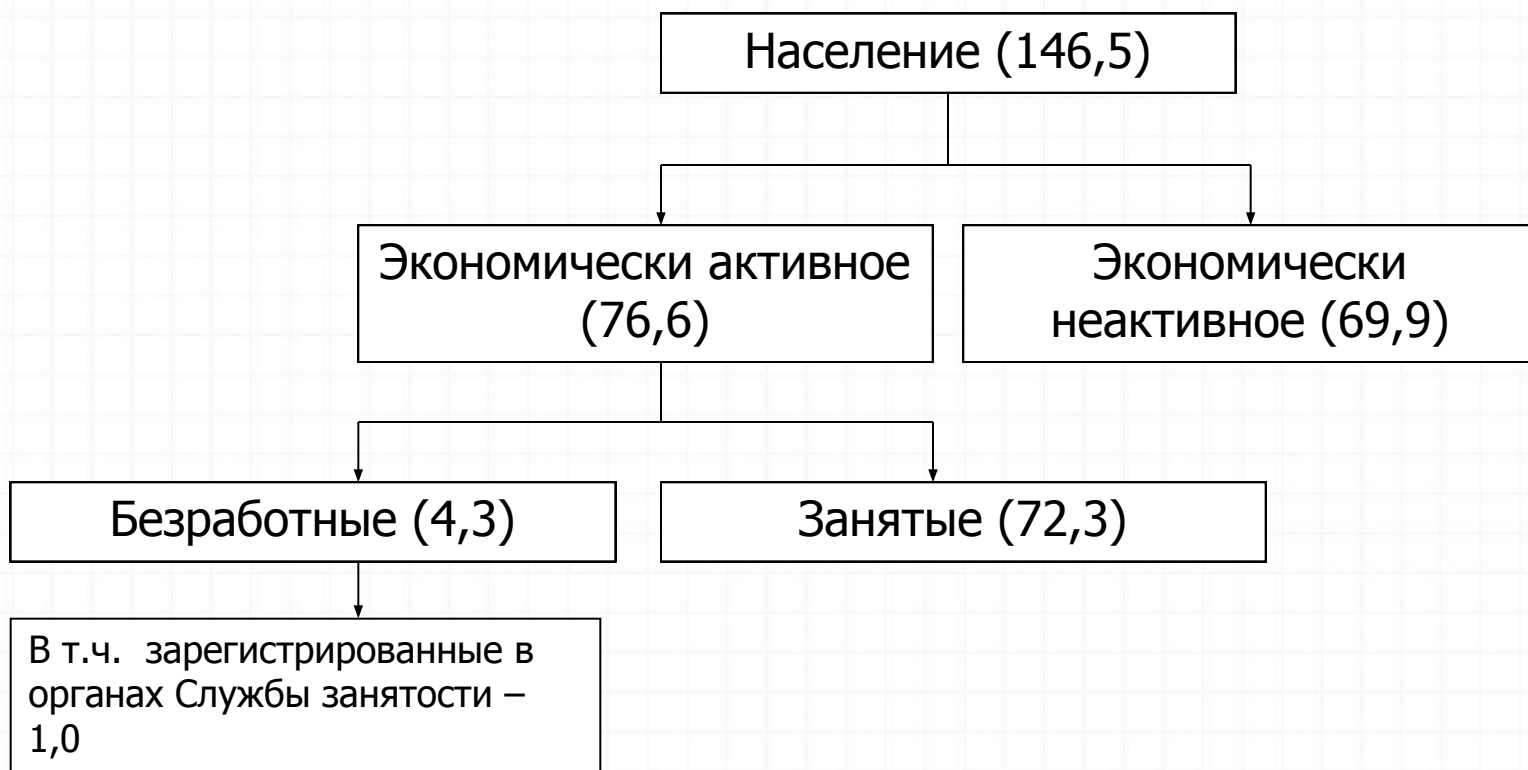 Население (146,5)
Экономически активное
(76,6)
Экономически
неактивное (69,9)
Безработные (4,3)
Занятые (72,3)
В т.ч. зарегистрированные в
органах Службы занятости –
1,0